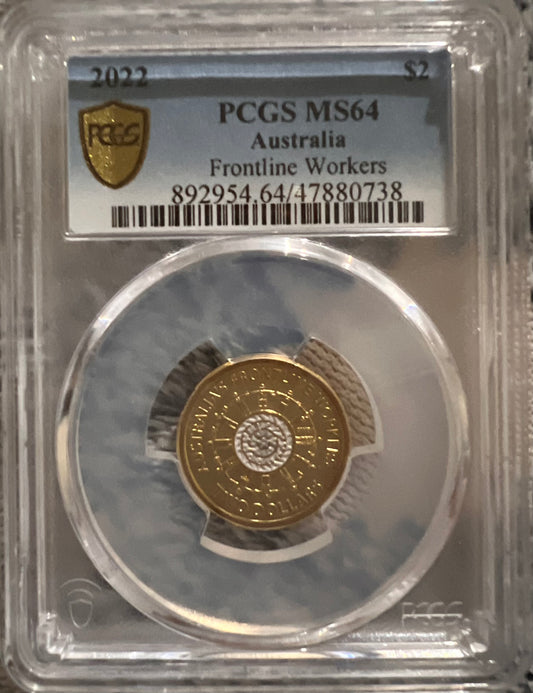 2022 $2
PCGS
PCGS MS64
Australia
Frontline Workers
892954.64/47880738
AUSTRALIA'S FRONTLINE WORKERS
TWO DOLLARS
PCGS